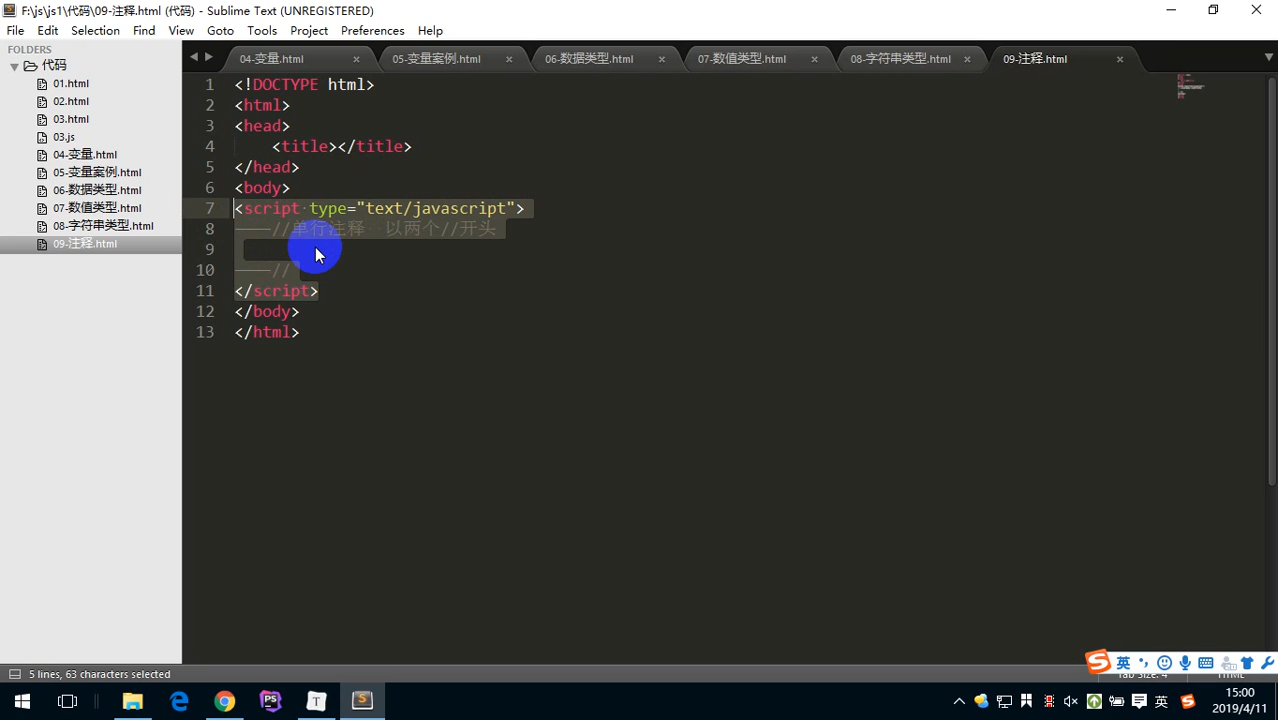 F:\js\js1\代码\09-注释.html (代码) - Sublime Text (UNREGISTERED)
File Edit Selection Find View Goto Tools Project Preferences Help
FOLDERS
代码
01.html
02.html
03.html
03.js
04-变量.html
05-变量案例.html
06-数据类型.html
07-数值类型.html
08-字符串类型.html
09-注释.html
04-变量.html × 05-变量案例.html × 06-数据类型.html × 07-数值类型.html × 08-字符串类型.html × 09-注释.html ×
1 <!DOCTYPE html>
2 <html>
3 <head>
4 <title></title>
5 </head>
6 <body>
7 <script type="text/javascript">
8 //单行注释 以两个//开头
9
10 //
11 </script>
12 </body>
13 </html>
5 lines, 63 characters selected
Tab Size: 4 HTML
英
英
15:00
2019/4/11